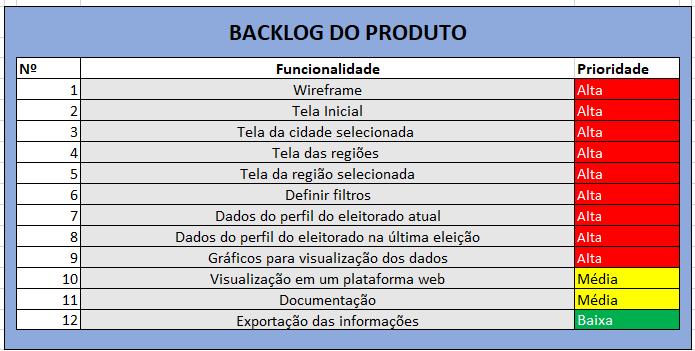 BACKLOG DO PRODUTO
Nº Funcionalidade Prioridade
1 Wireframe Alta
2 Tela Inicial Alta
3 Tela da cidade selecionada Alta
4 Tela das regiões Alta
5 Tela da região selecionada Alta
6 Definir filtros Alta
7 Dados do perfil do eleitorado atual Alta
8 Dados do perfil do eleitorado na última eleição Alta
9 Gráficos para visualização dos dados Alta
10 Visualização em um plataforma web Média
11 Documentação Média
12 Exportação das informações Baixa